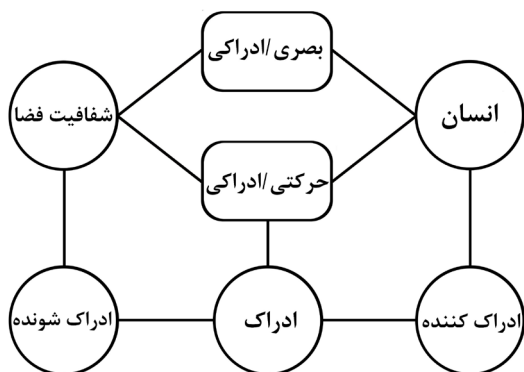 بصری/ادراکی
انسان
شفافیت فضا
حرکتی/ادراکی
ادراک کننده
ادراک
ادراک شونده